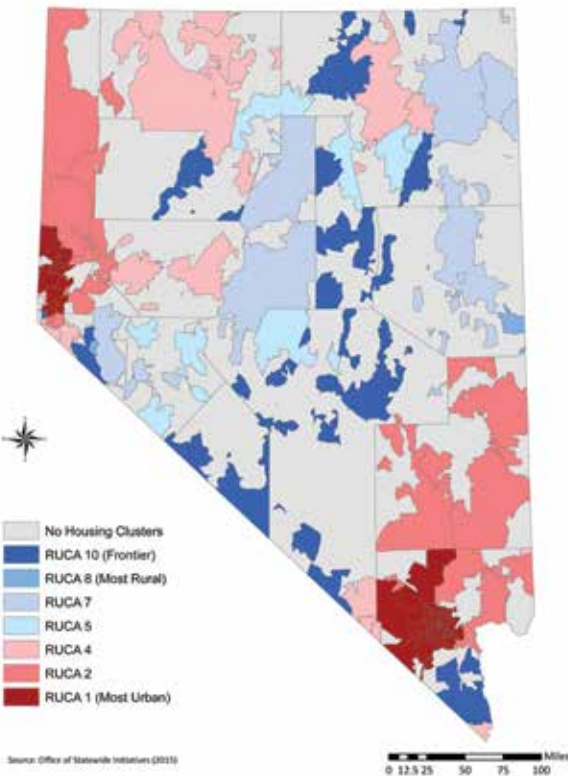 No Housing Clusters
RUCA 10 (Frontier)
RUCA 8 (Most Rural)
RUCA 7
RUCA 5
RUCA 4
RUCA 2
RUCA 1 (Most Urban)
Source: Office of Statewide Initiatives (2015)
Miles
0 12.5 25 50 75 100